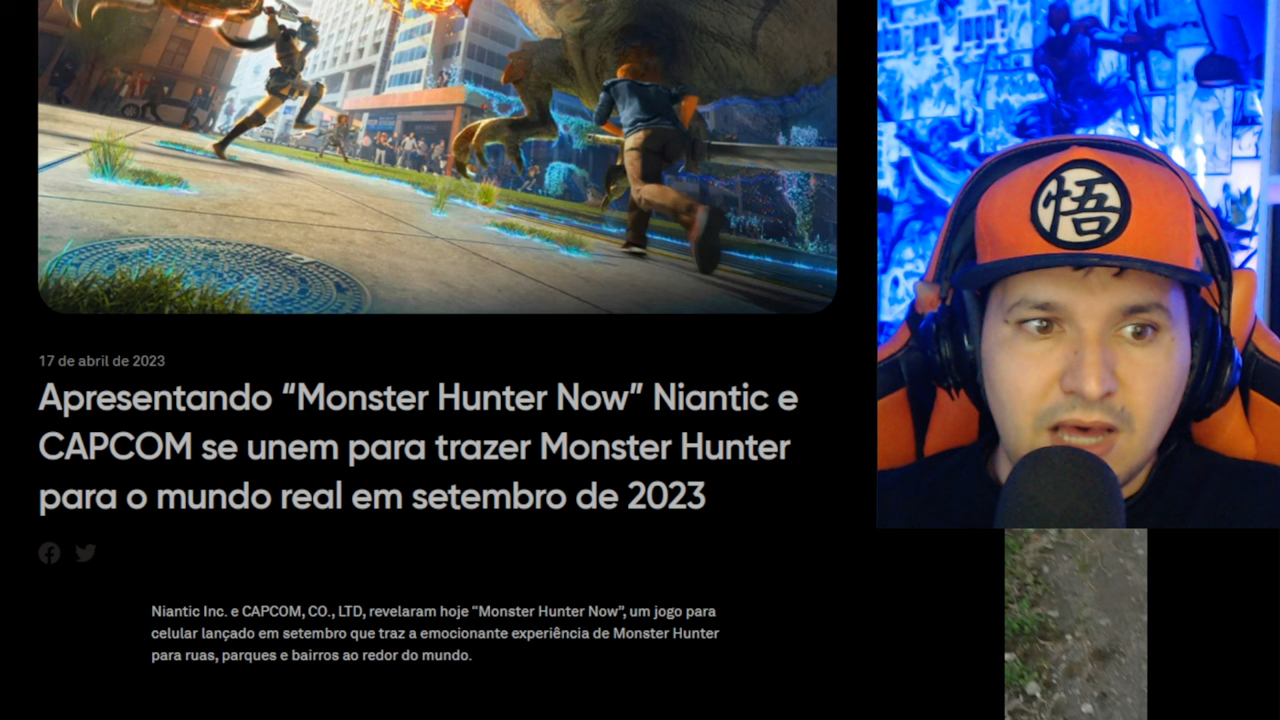 悟
17 de abril de 2023
Apresentando “Monster Hunter Now” Niantic e
CAPCOM se unem para trazer Monster Hunter
para o mundo real em setembro de 2023
Niantic Inc. e CAPCOM, CO., LTD, revelaram hoje “Monster Hunter Now”, um jogo para
celular lançado em setembro que traz a emocionante experiência de Monster Hunter
para ruas, parques e bairros ao redor do mundo.